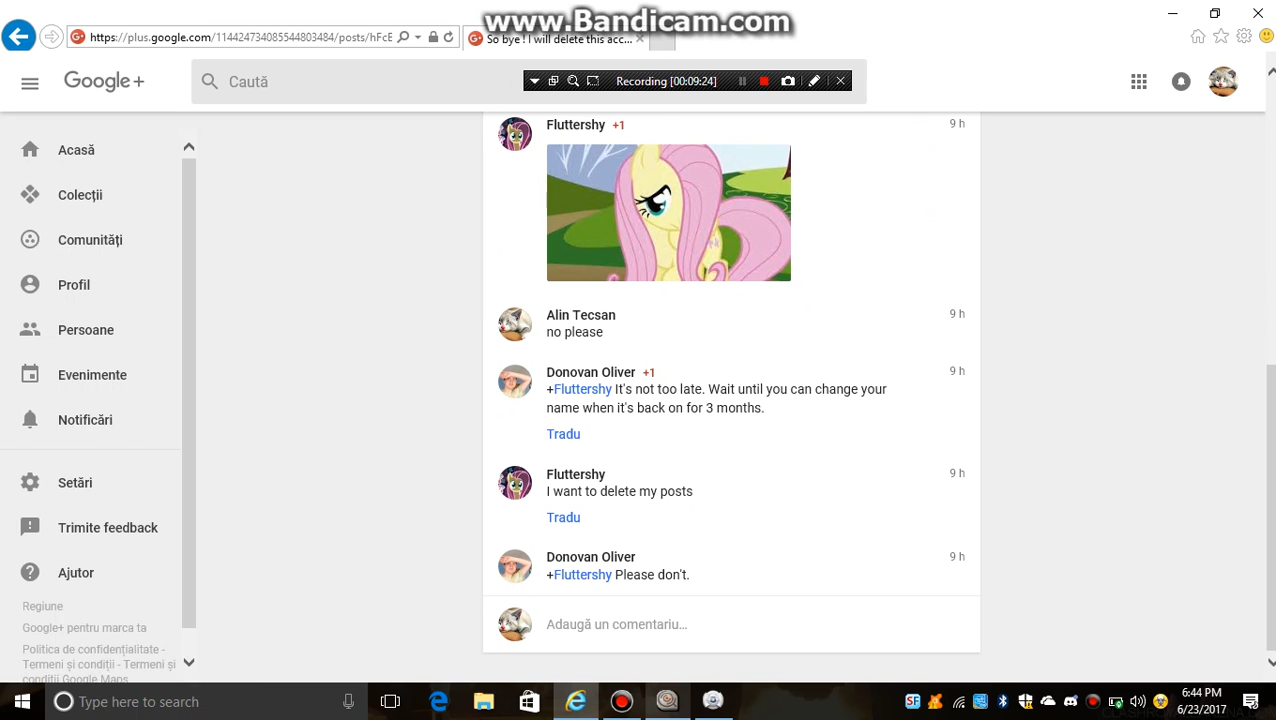 www.Bandicam.com
https://plus.google.com/114424734085544803484/posts/hFcE
So bye ! I will delete this acc...
Google+
Caută
Recording [00:09:24]
Acasă
Colecții
Comunități
Profil
Persoane
Evenimente
Notificări
Setări
Trimite feedback
Ajutor
Regiune
Google+ pentru marca ta
Politica de confidențialitate -
Termeni și condiții - Termeni și
condiții Google Maps
Fluttershy +1
9 h
Alin Tecsan
9 h
no please
Donovan Oliver +1
9 h
+Fluttershy It's not too late. Wait until you can change your
name when it's back on for 3 months.
Tradu
Fluttershy
9 h
I want to delete my posts
Tradu
Donovan Oliver
9 h
+Fluttershy Please don't.
Adaugă un comentariu...
Type here to search
SF
6:44 PM
6/23/2017